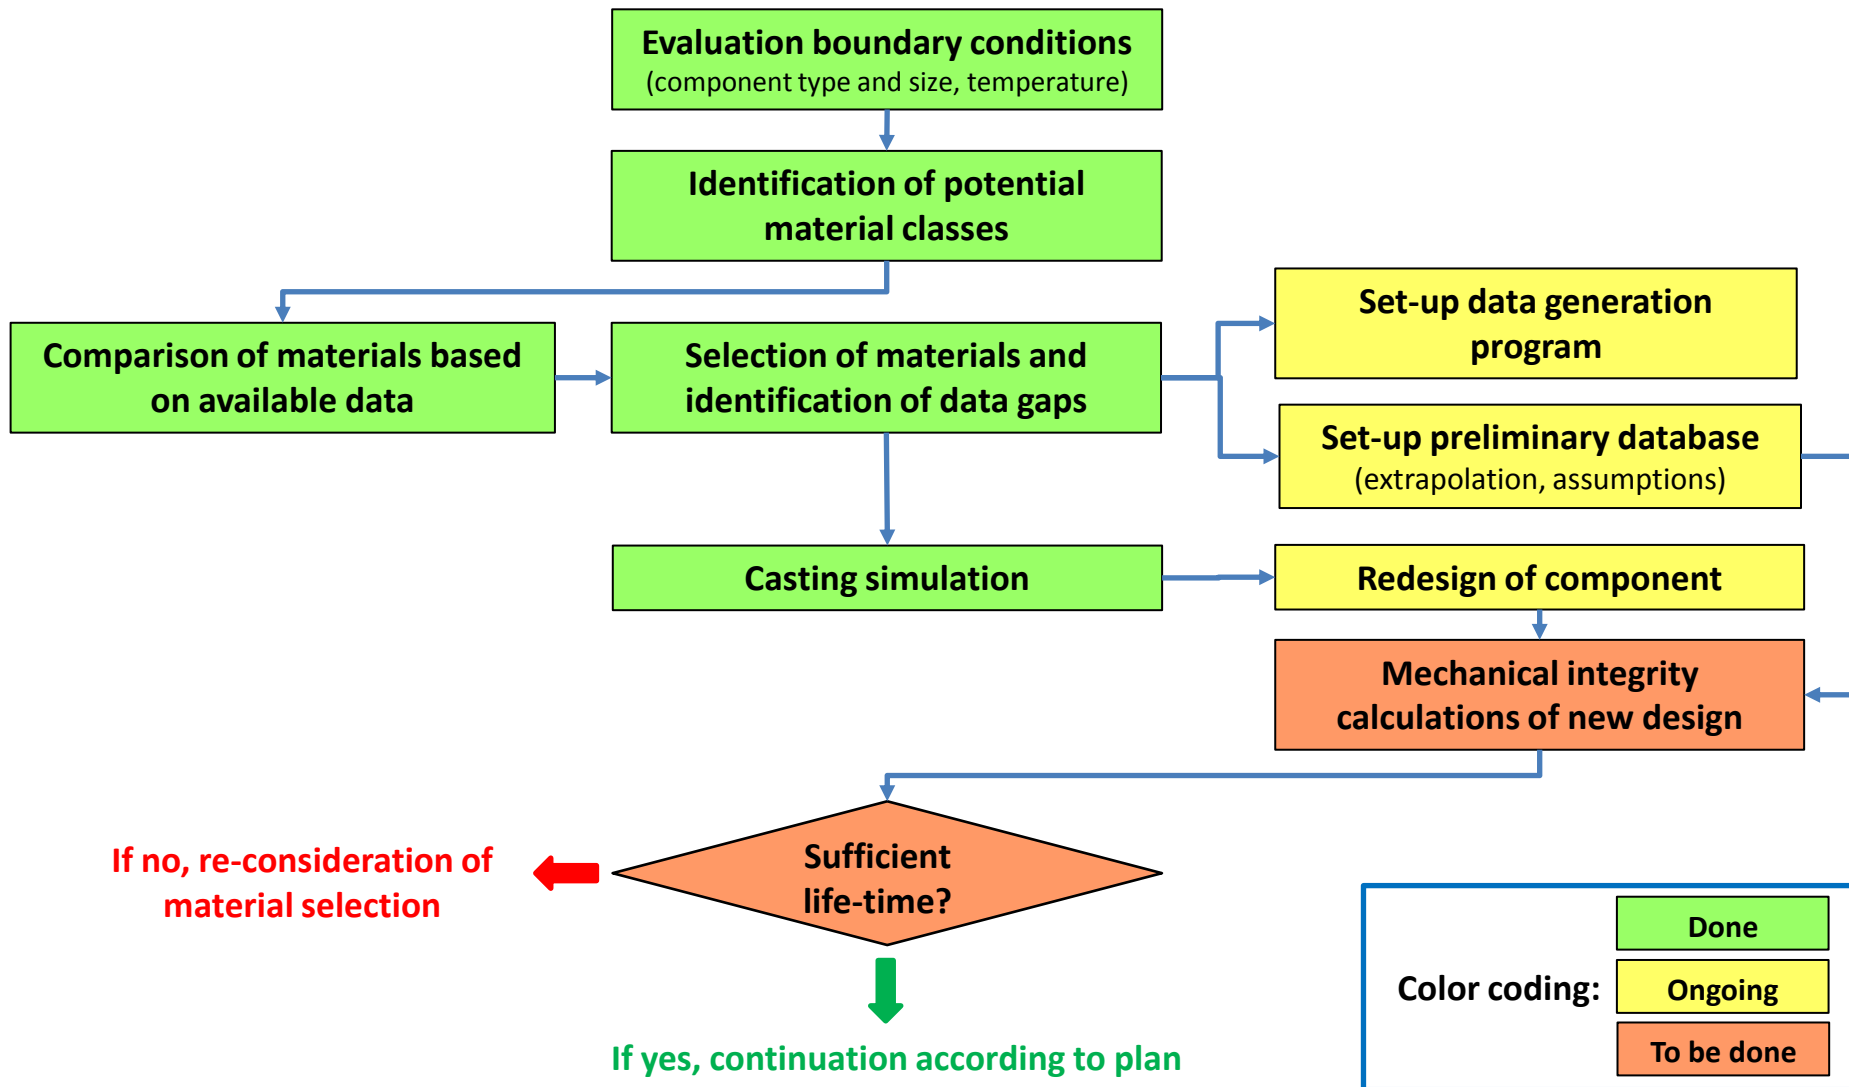 Evaluation boundary conditions
(component type and size, temperature)
Identification of potential
material classes
Comparison of materials based
on available data
Selection of materials and
identification of data gaps
Set-up data generation
program
Set-up preliminary database
(extrapolation, assumptions)
Casting simulation
Redesign of component
Mechanical integrity
calculations of new design
Sufficient
life-time?
If no, re-consideration of
material selection
If yes, continuation according to plan
Color coding:
Done
Ongoing
To be done